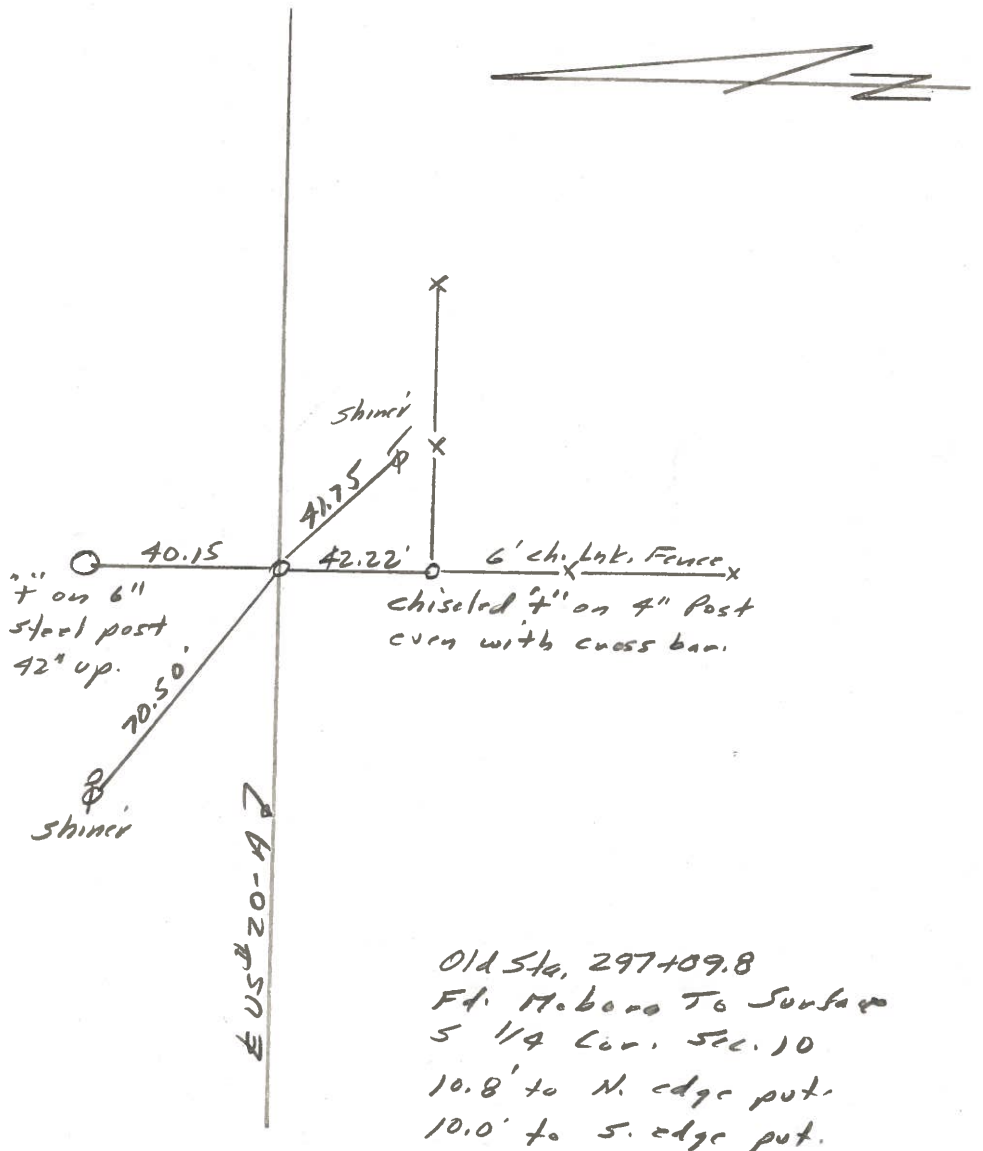 N
shiner
41.75
40.15
42.22'
6' ch. Lnk. Fence
"+" on 6"
steel post
42" up.
chiseled "+" on 4" Post
even with cross bar.
70.50'
shiner
℄ US # 20-A
Old Sta. 297+09.8
Fd. To Surface
S 1/4 Cor. Sec. 10
10.8' to N. edge pvt.
10.0' to S. edge pvt.